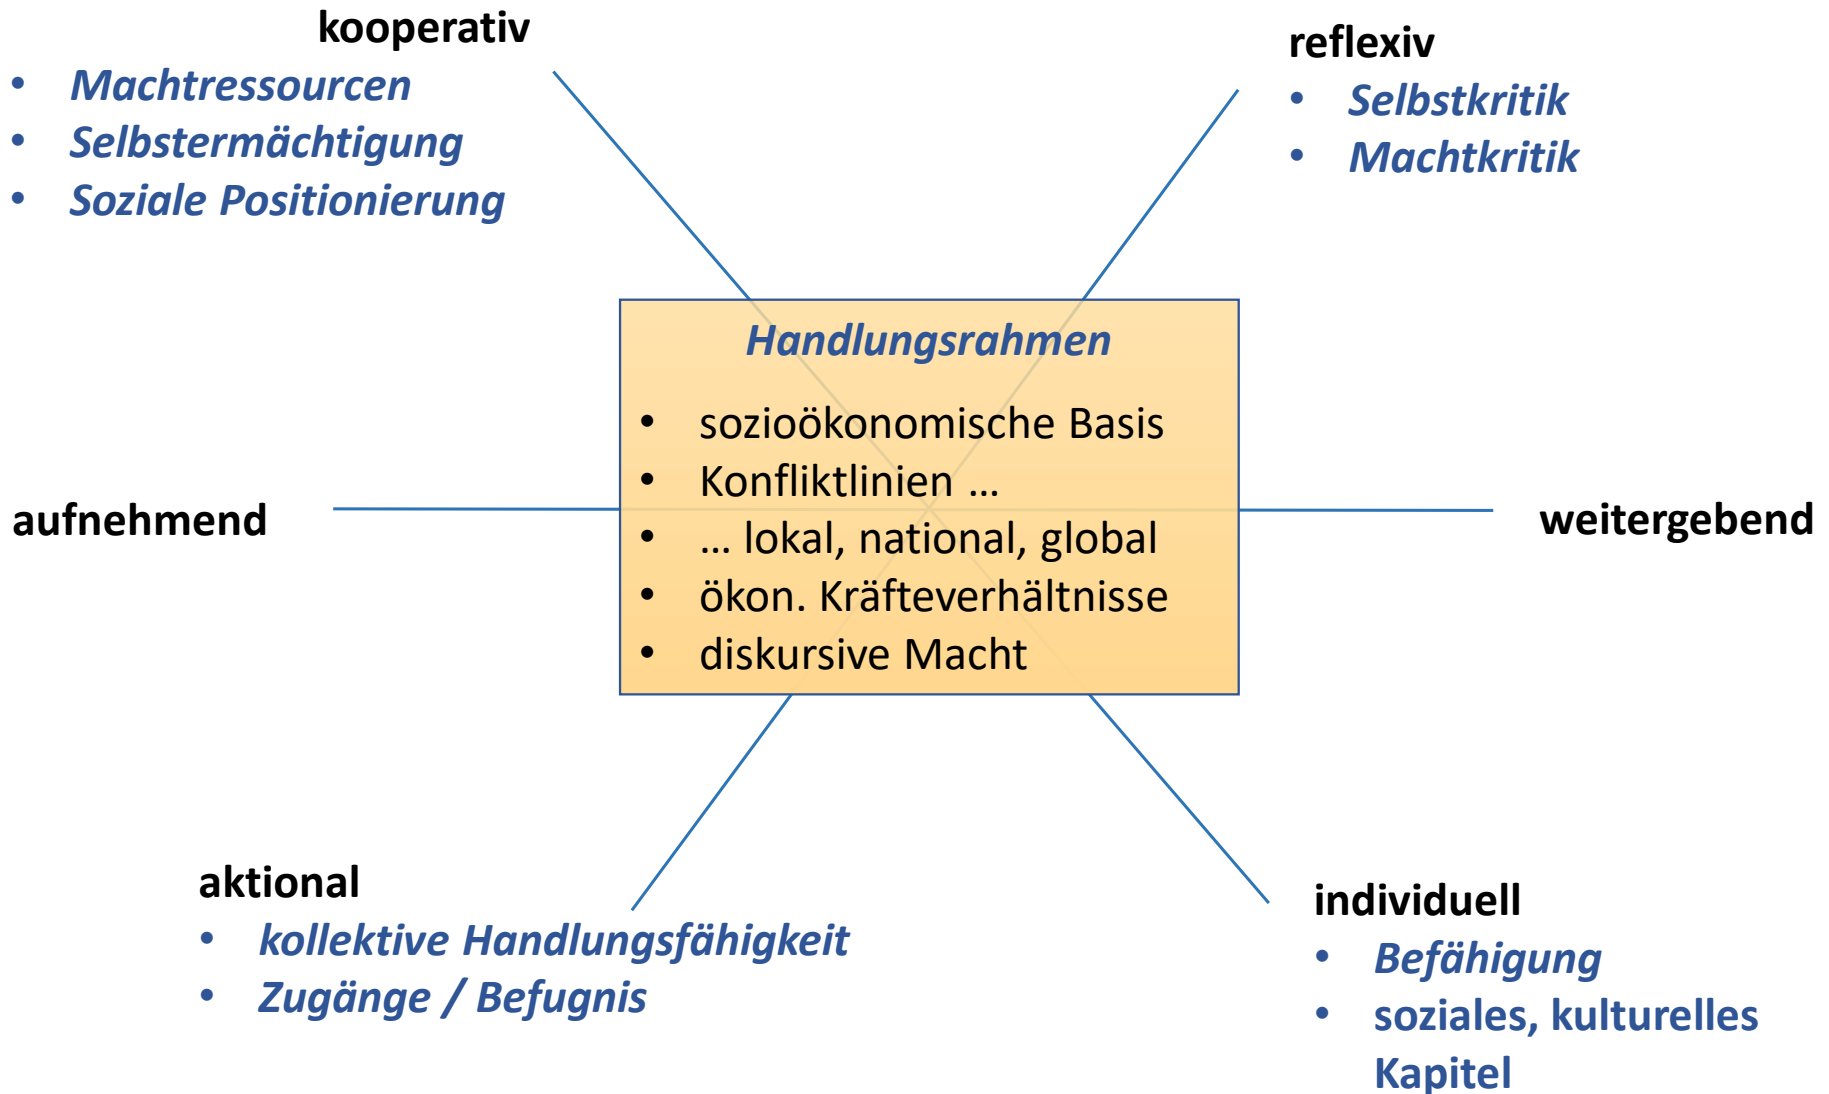 kooperativ
• Machtressourcen
• Selbstermächtigung
• Soziale Positionierung
reflexiv
• Selbstkritik
• Machtkritik
Handlungsrahmen
• sozioökonomische Basis
• Konfliktlinien …
• … lokal, national, global
• ökon. Kräfteverhältnisse
• diskursive Macht
aufnehmend
weitergebend
aktional
• kollektive Handlungsfähigkeit
• Zugänge / Befugnis
individuell
• Befähigung
• soziales, kulturelles
Kapitel